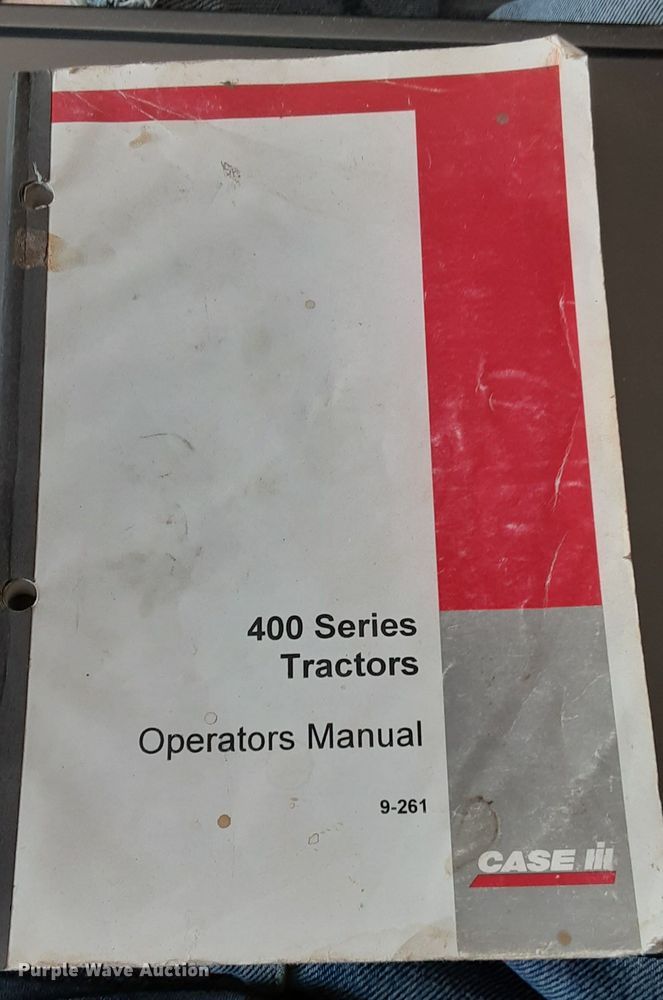 400 Series
Tractors
Operators Manual
9-261
CASE IH
Purple Wave Auction